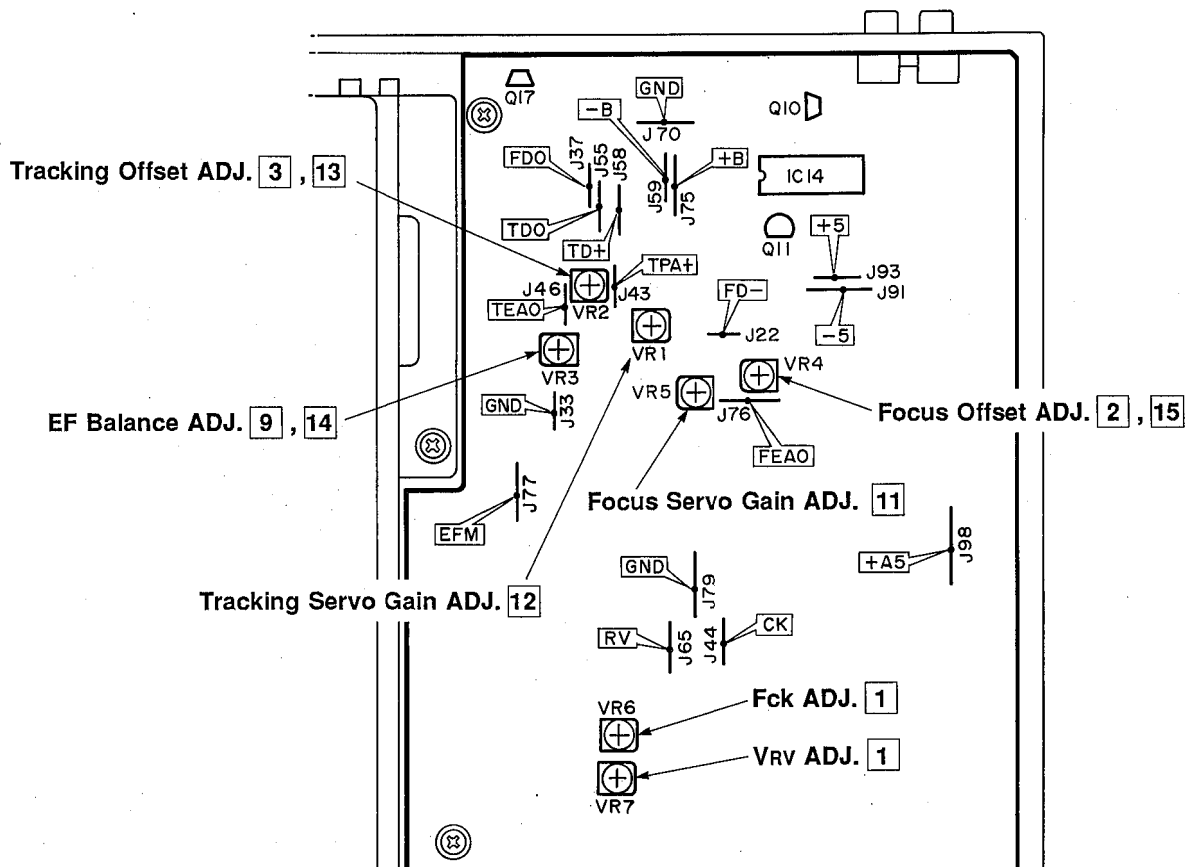 Q17
GND
Q10
-B
J70
FDO
J37
J55
J58
J59
J75
+B
IC14
Tracking Offset ADJ. 3 , 13
TDO
TD+
Q11
+5
TPA+
J46
J43
FD-
J93
J91
TEAO
VR2
-5
VR1
J22
VR3
VR4
VR5
GND
J33
J76
EF Balance ADJ. 9 , 14
Focus Offset ADJ. 2 , 15
FEAO
J77
Focus Servo Gain ADJ. 11
EFM
J98
+A5
GND
J79
Tracking Servo Gain ADJ. 12
RV
J65
J44
CK
VR6
Fck ADJ. 1
VRV ADJ. 1
VR7